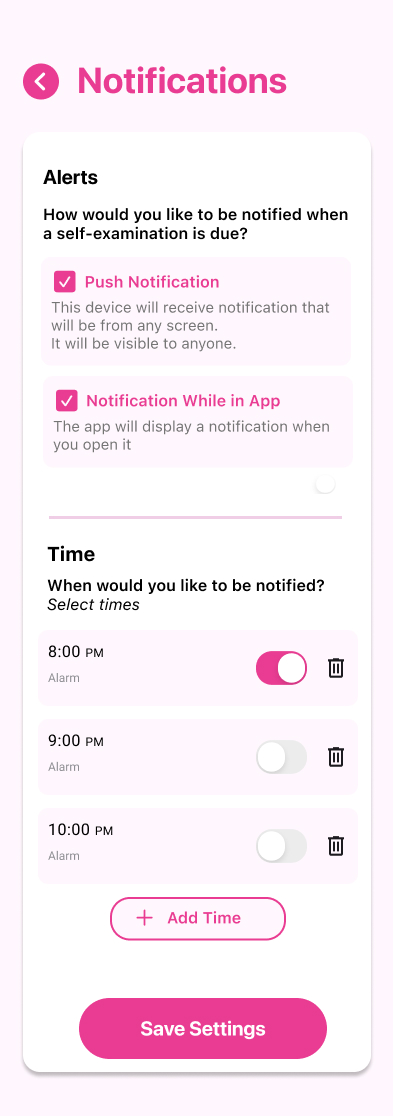 Notifications
Alerts
How would you like to be notified when
a self-examination is due?
Push Notification
This device will receive notification that
will be from any screen.
It will be visible to anyone.
Notification While in App
The app will display a notification when
you open it
Time
When would you like to be notified?
Select times
8:00 PM
Alarm
9:00 PM
Alarm
10:00 PM
Alarm
Add Time
Save Settings